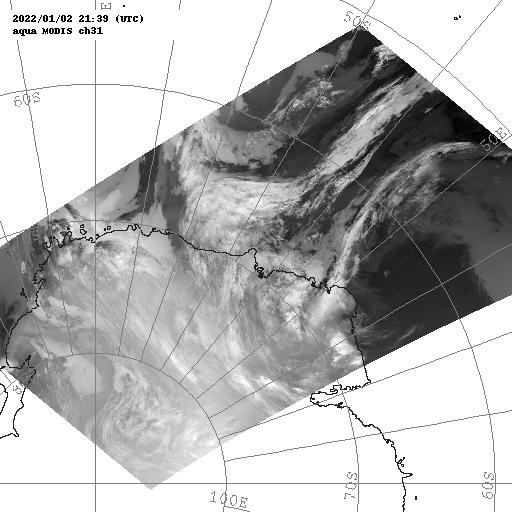 2022/01/02 21:39 (UTC)
aqua MODIS ch31
E
50S
60S
50E
100E
70S
60S